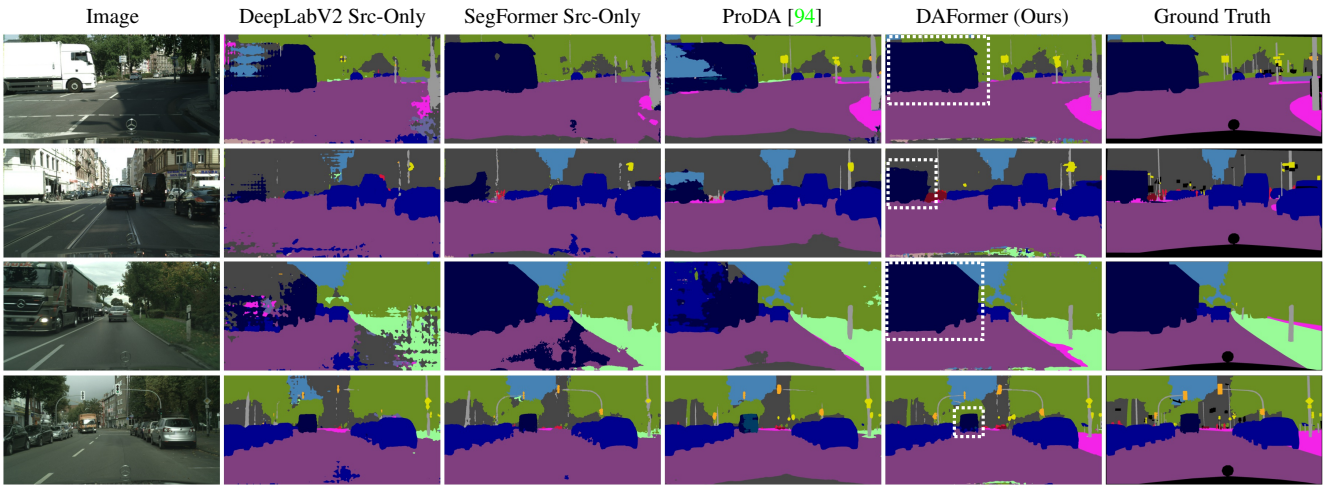 Image DeepLabV2 Src-Only SegFormer Src-Only ProDA [94] DAFormer (Ours) Ground Truth